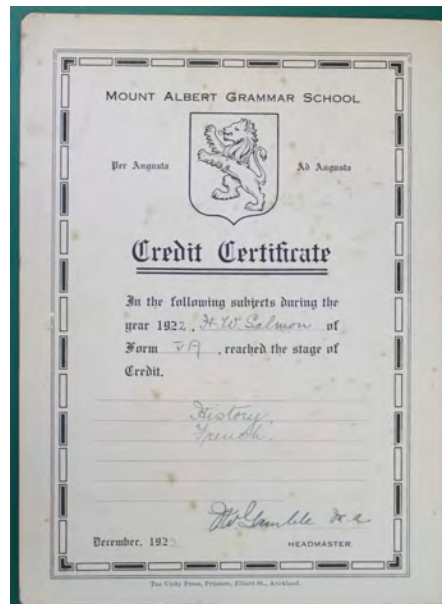 MOUNT ALBERT GRAMMAR SCHOOL
Per Angusta Ad Augusta
Credit Certificate
In the following subjects during the
year 1922, H. W. Salmon of
Form VA, reached the stage of
Credit.
History.
French.
December, 1922
HEADMASTER
The Unity Press, Printers, Elliott St., Auckland.